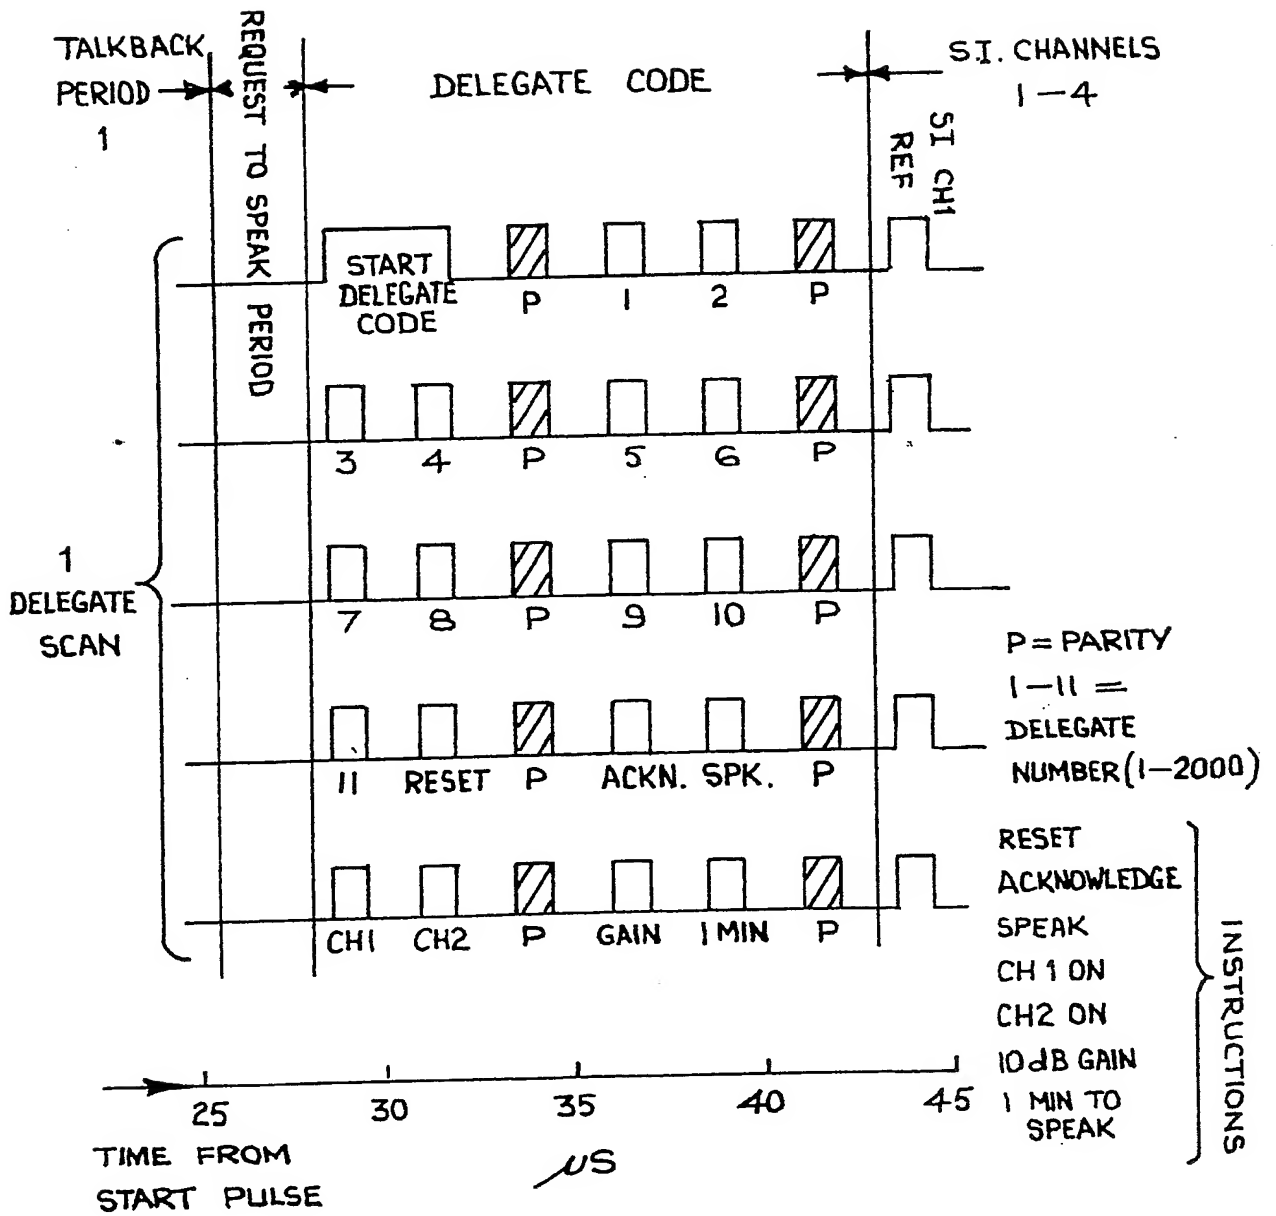 TALKBACK
PERIOD
1
REQUEST TO SPEAK PERIOD
DELEGATE CODE
S.I. CHANNELS
1-4
SI CH1
REF
START
DELEGATE
CODE
P 1 2 P
3 4 P 5 6 P
7 8 P 9 10 P
11 RESET P ACKN. SPK. P
CH1 CH2 P GAIN 1 MIN P
1
DELEGATE
SCAN
P = PARITY
1-11 =
DELEGATE
NUMBER (1-2000)
RESET
ACKNOWLEDGE
SPEAK
CH 1 ON
CH2 ON
10 dB GAIN
1 MIN TO
SPEAK
INSTRUCTIONS
25 30 35 40 45
TIME FROM
START PULSE
μS